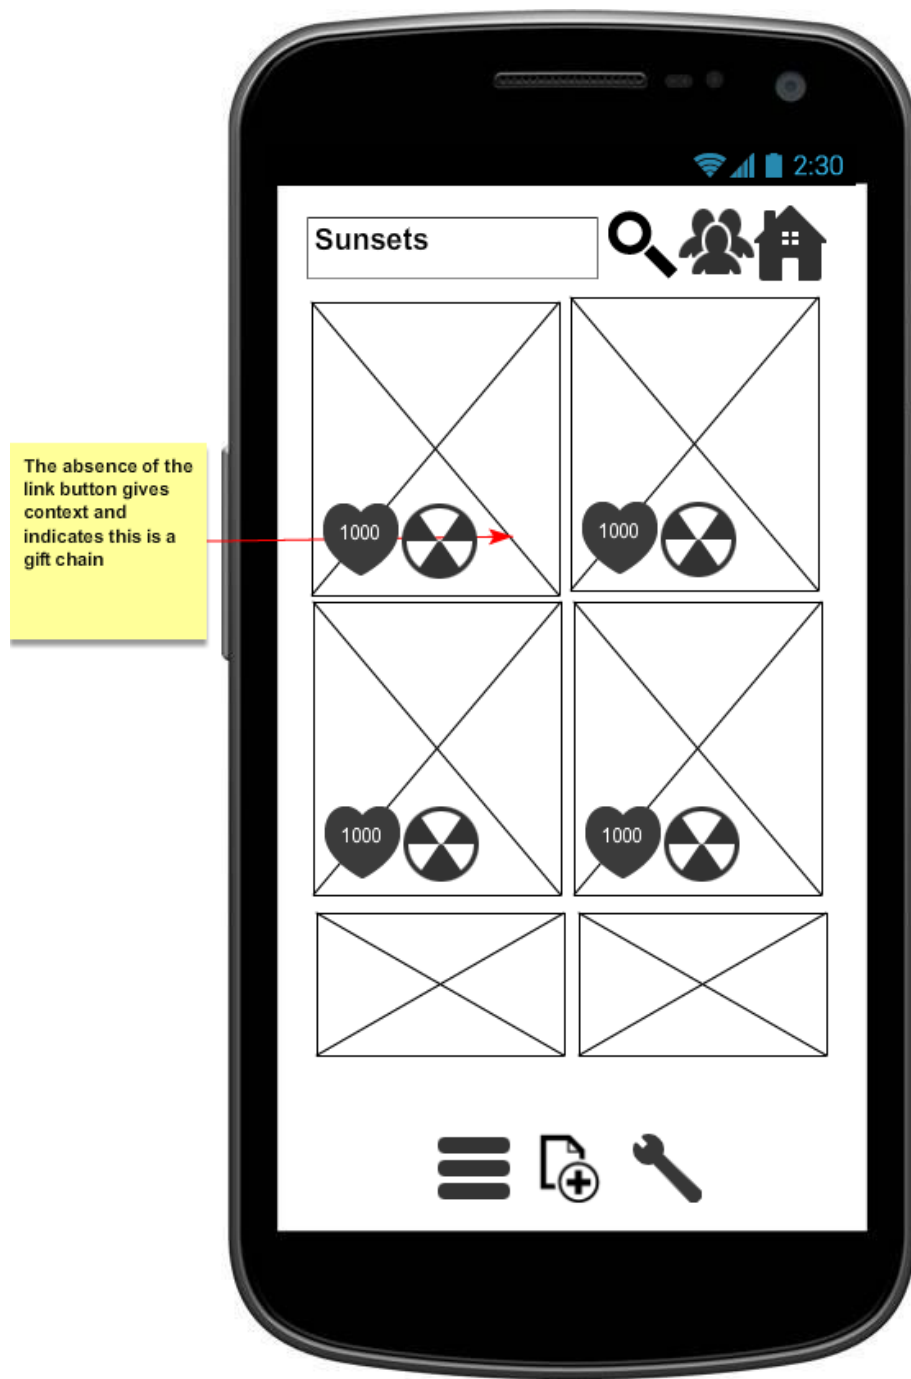 2:30
Sunsets
The absence of the
link button gives
context and
indicates this is a
gift chain
1000
1000
1000
1000